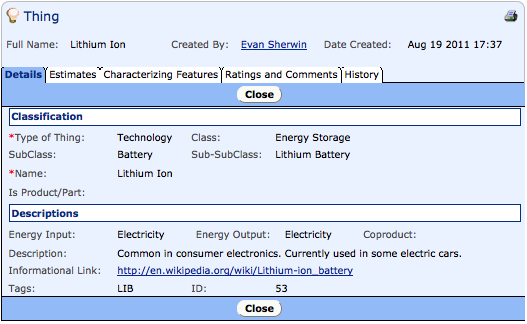 Thing
Full Name: Lithium Ion Created By: Evan Sherwin Date Created: Aug 19 2011 17:37
Details Estimates Characterizing Features Ratings and Comments History
Close
Classification
*Type of Thing: Technology Class: Energy Storage
SubClass: Battery Sub-SubClass: Lithium Battery
*Name: Lithium Ion
Is Product/Part:
Descriptions
Energy Input: Electricity Energy Output: Electricity Coproduct:
Description: Common in consumer electronics. Currently used in some electric cars.
Informational Link: http://en.wikipedia.org/wiki/Lithium-ion_battery
Tags: LIB ID: 53
Close